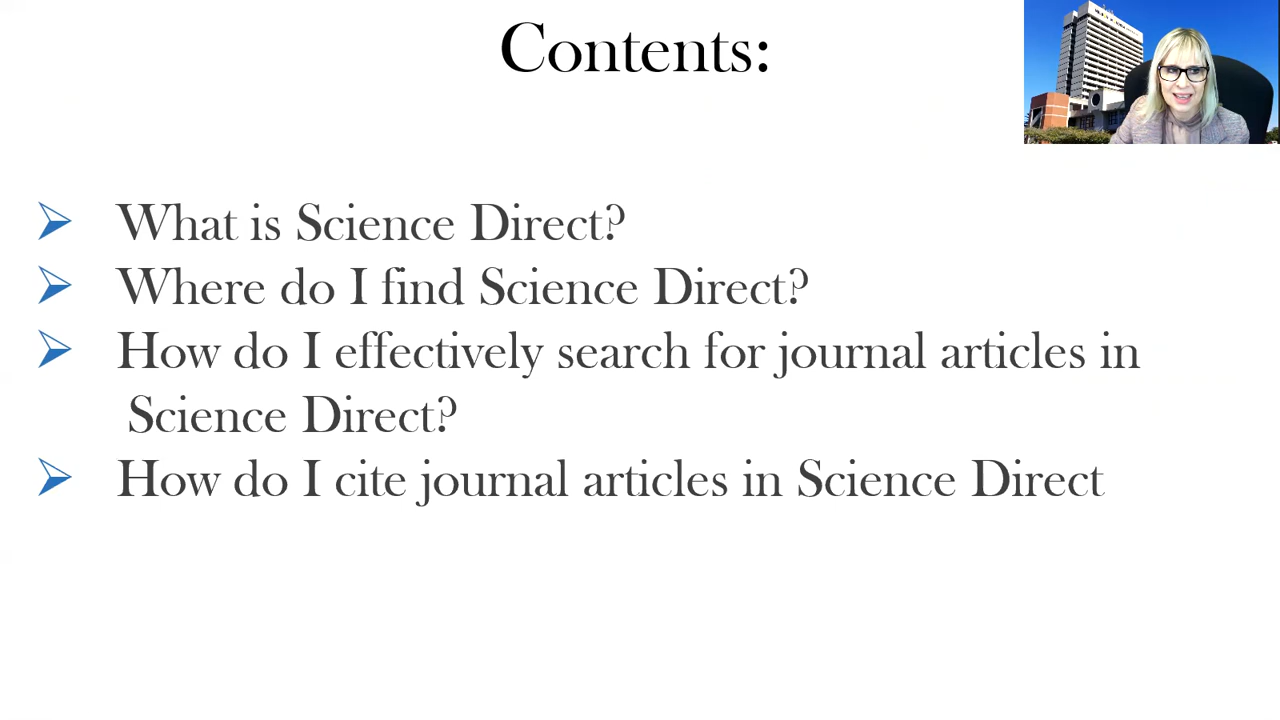 Contents:
What is Science Direct?
Where do I find Science Direct?
How do I effectively search for journal articles in
Science Direct?
How do I cite journal articles in Science Direct